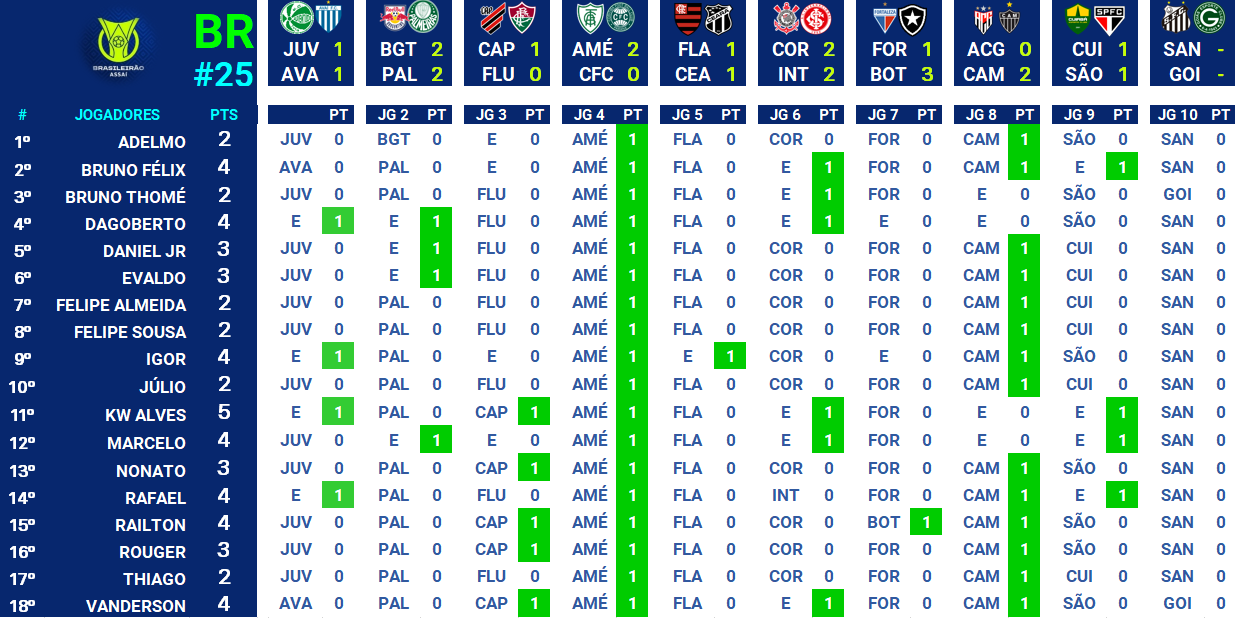 BR
#25
BRASILEIRÃO
ASSAÍ
JUV 1 BGT 2 CAP 1 AMÉ 2 FLA 1 COR 2 FOR 1 ACG 0 CUI 1 SAN -
AVA 1 PAL 2 FLU 0 CFC 0 CEA 1 INT 2 BOT 3 CAM 2 SÃO 1 GOI -
# JOGADORES PTS PT JG 2 PT JG 3 PT JG 4 PT JG 5 PT JG 6 PT JG 7 PT JG 8 PT JG 9 PT JG 10 PT
1º ADELMO 2 JUV 0 BGT 0 E 0 AMÉ 1 FLA 0 COR 0 FOR 0 CAM 1 SÃO 0 SAN 0
2º BRUNO FÉLIX 4 AVA 0 PAL 0 E 0 AMÉ 1 FLA 0 E 1 FOR 0 CAM 1 E 1 SAN 0
3º BRUNO THOMÉ 2 JUV 0 PAL 0 FLU 0 AMÉ 1 FLA 0 E 1 FOR 0 E 0 SÃO 0 GOI 0
4º DAGOBERTO 4 E 1 E 1 FLU 0 AMÉ 1 FLA 0 E 1 E 0 E 0 SÃO 0 SAN 0
5º DANIEL JR 3 JUV 0 E 1 FLU 0 AMÉ 1 FLA 0 COR 0 FOR 0 CAM 1 CUI 0 SAN 0
6º EVALDO 3 JUV 0 E 1 FLU 0 AMÉ 1 FLA 0 COR 0 FOR 0 CAM 1 CUI 0 SAN 0
7º FELIPE ALMEIDA 2 JUV 0 PAL 0 FLU 0 AMÉ 1 FLA 0 COR 0 FOR 0 CAM 1 CUI 0 SAN 0
8º FELIPE SOUSA 2 JUV 0 PAL 0 FLU 0 AMÉ 1 FLA 0 COR 0 FOR 0 CAM 1 CUI 0 SAN 0
9º IGOR 4 E 1 PAL 0 E 0 AMÉ 1 E 1 COR 0 E 0 CAM 1 SÃO 0 SAN 0
10º JÚLIO 2 JUV 0 PAL 0 FLU 0 AMÉ 1 FLA 0 COR 0 FOR 0 CAM 1 CUI 0 SAN 0
11º KW ALVES 5 E 1 PAL 0 CAP 1 AMÉ 1 FLA 0 E 1 FOR 0 E 0 E 1 SAN 0
12º MARCELO 4 JUV 0 E 1 E 0 AMÉ 1 FLA 0 E 1 FOR 0 E 0 E 1 SAN 0
13º NONATO 3 JUV 0 PAL 0 CAP 1 AMÉ 1 FLA 0 COR 0 FOR 0 CAM 1 SÃO 0 SAN 0
14º RAFAEL 4 E 1 PAL 0 FLU 0 AMÉ 1 FLA 0 INT 0 FOR 0 CAM 1 E 1 SAN 0
15º RAILTON 4 JUV 0 PAL 0 CAP 1 AMÉ 1 FLA 0 COR 0 BOT 1 CAM 1 SÃO 0 SAN 0
16º ROUGER 3 JUV 0 PAL 0 CAP 1 AMÉ 1 FLA 0 COR 0 FOR 0 CAM 1 SÃO 0 SAN 0
17º THIAGO 2 JUV 0 PAL 0 FLU 0 AMÉ 1 FLA 0 COR 0 FOR 0 CAM 1 CUI 0 SAN 0
18º VANDERSON 4 AVA 0 PAL 0 CAP 1 AMÉ 1 FLA 0 E 1 FOR 0 CAM 1 SÃO 0 GOI 0